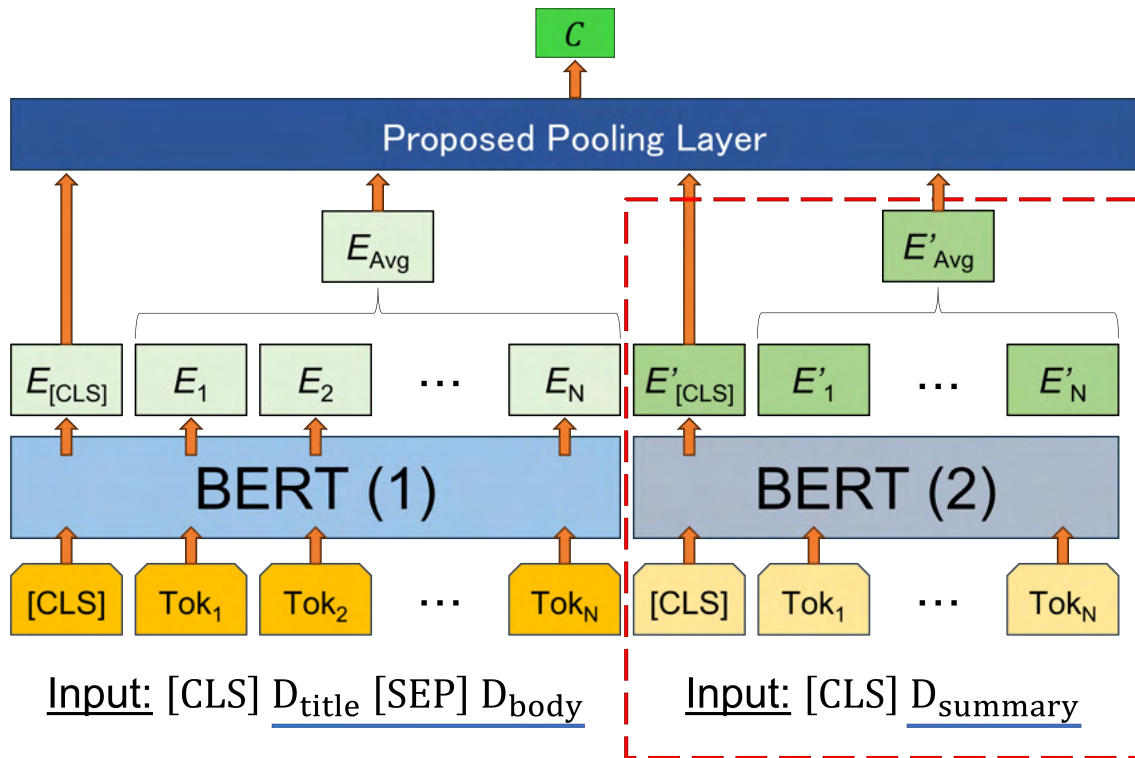 C
Proposed Pooling Layer
E_Avg E’_Avg
E_[CLS] E_1 E_2 ... E_N E’_[CLS] E’_1 ... E’_N
BERT (1) BERT (2)
[CLS] Tok_1 Tok_2 ... Tok_N [CLS] Tok_1 ... Tok_N
Input: [CLS] D_title [SEP] D_body Input: [CLS] D_summary